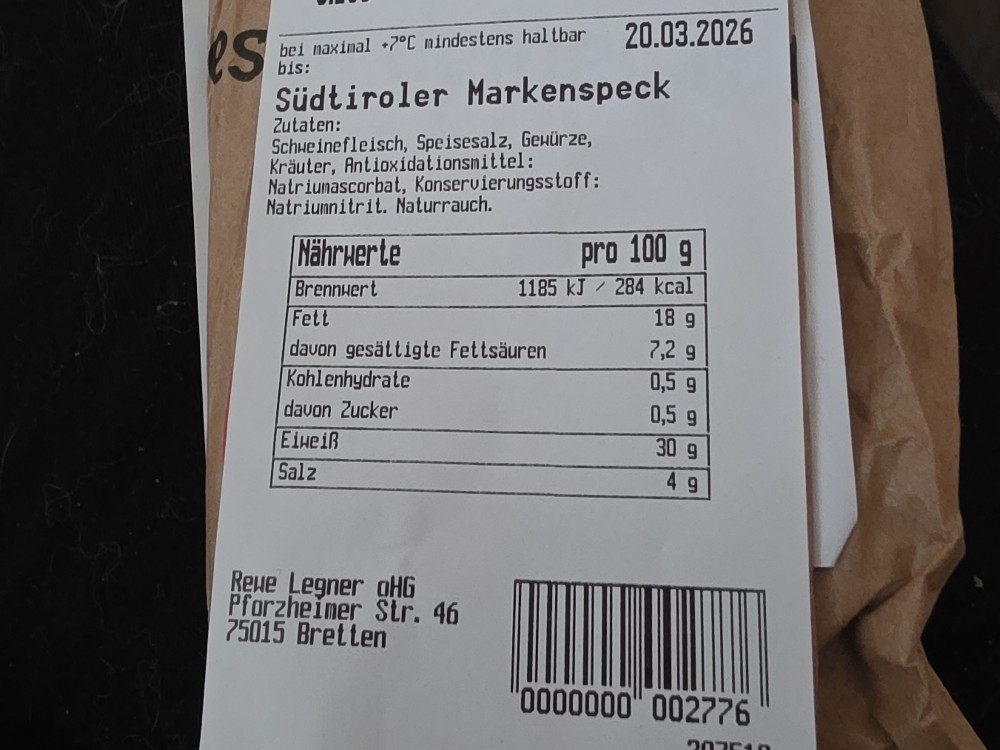 es
bei maximal +7°C mindestens haltbar 20.03.2026
bis:
Südtiroler Markenspeck
Zutaten:
Schweinefleisch, Speisesalz, Gewürze,
Kräuter, Antioxidationsmittel:
Natriumascorbat, Konservierungsstoff:
Natriumnitrit. Naturrauch.
Nährwerte pro 100 g
Brennwert 1185 kJ / 284 kcal
Fett 18 g
davon gesättigte Fettsäuren 7,2 g
Kohlenhydrate 0,5 g
davon Zucker 0,5 g
Eiweiß 30 g
Salz 4 g
Rewe Legner oHG
Pforzheimer Str. 46
75015 Bretten
0000000 002776